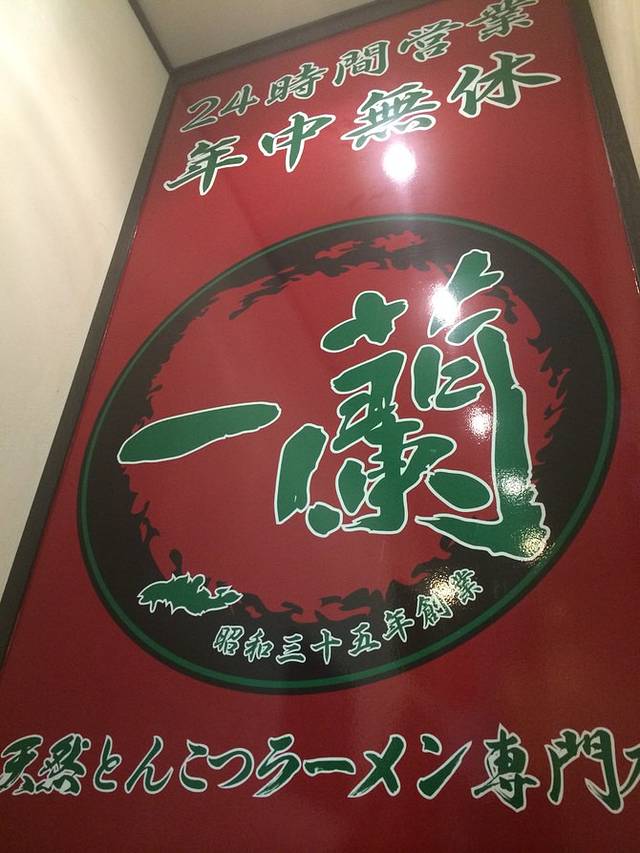 24時間営業
年中無休
一蘭
昭和三十五年創業
天然とんこつラーメン専門